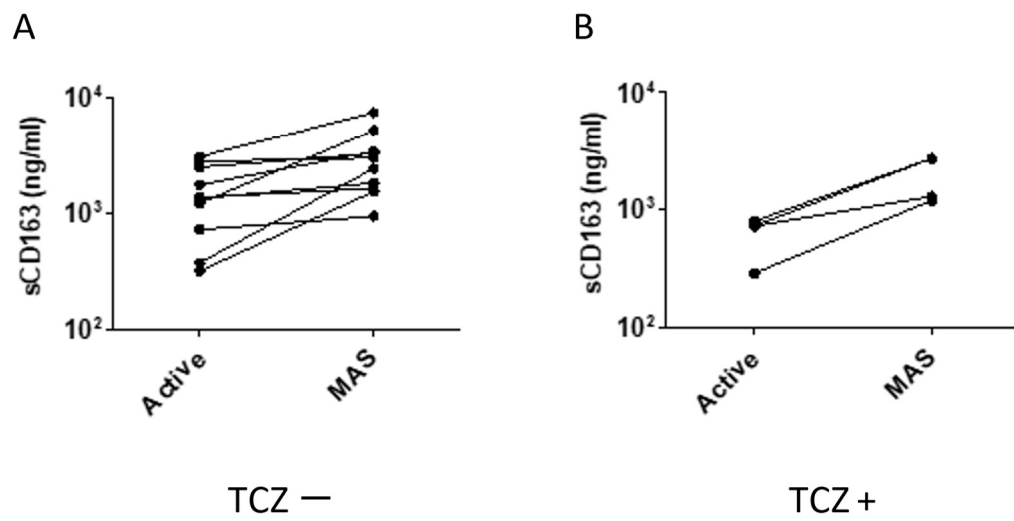 A
B
sCD163 (ng/ml)
10⁴
10³
10²
Active
MAS
TCZ —
sCD163 (ng/ml)
10⁴
10³
10²
Active
MAS
TCZ +